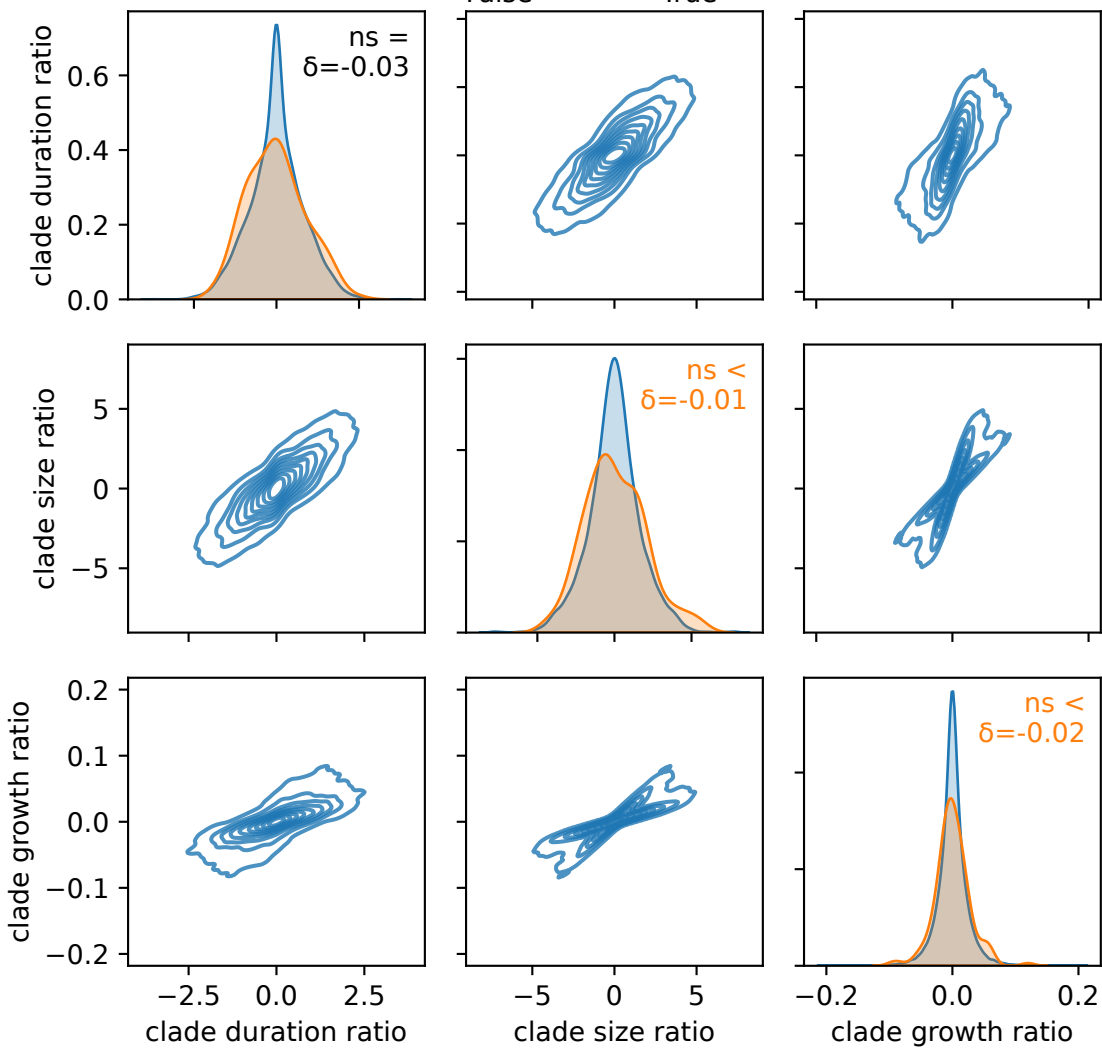 ns =
δ=-0.03
clade duration ratio
0.6
0.4
0.2
0.0
ns <
δ=-0.01
clade size ratio
5
0
−5
ns <
δ=-0.02
clade growth ratio
0.2
0.1
0.0
−0.1
−0.2
−2.5 0.0 2.5
−5 0 5
−0.2 0.0 0.2
clade duration ratio
clade size ratio
clade growth ratio